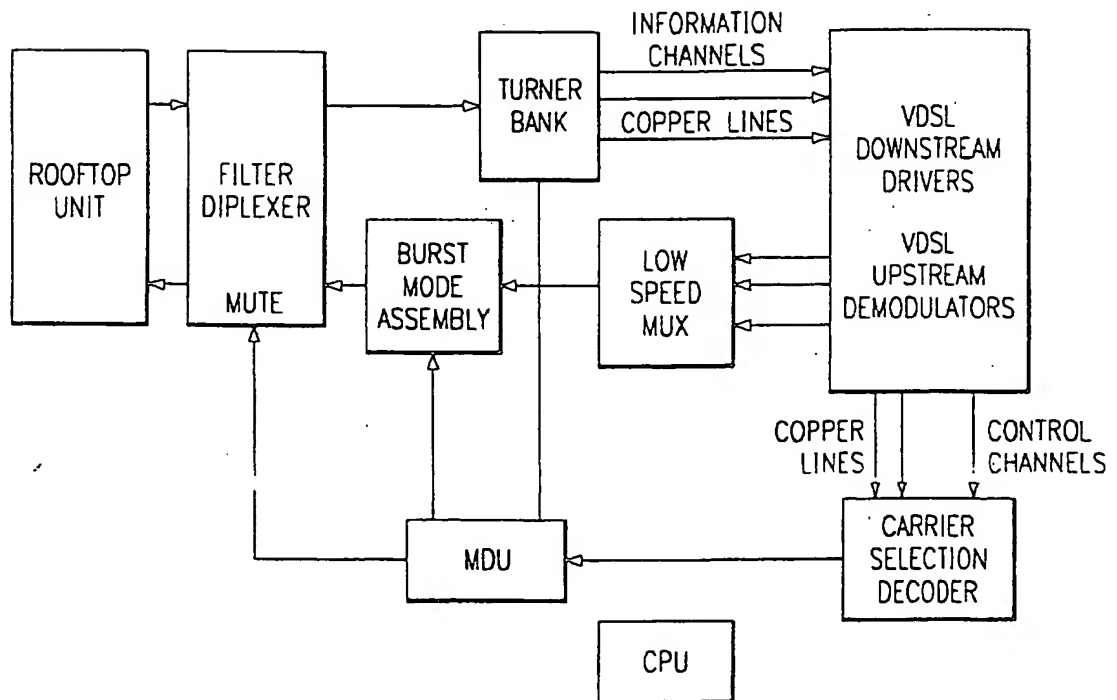 INFORMATION
CHANNELS
ROOFTOP
UNIT
FILTER
DIPLEXER
MUTE
TURNER
BANK
COPPER LINES
VDSL
DOWNSTREAM
DRIVERS
VDSL
UPSTREAM
DEMODULATORS
BURST
MODE
ASSEMBLY
LOW
SPEED
MUX
COPPER
LINES
CONTROL
CHANNELS
MDU
CARRIER
SELECTION
DECODER
CPU